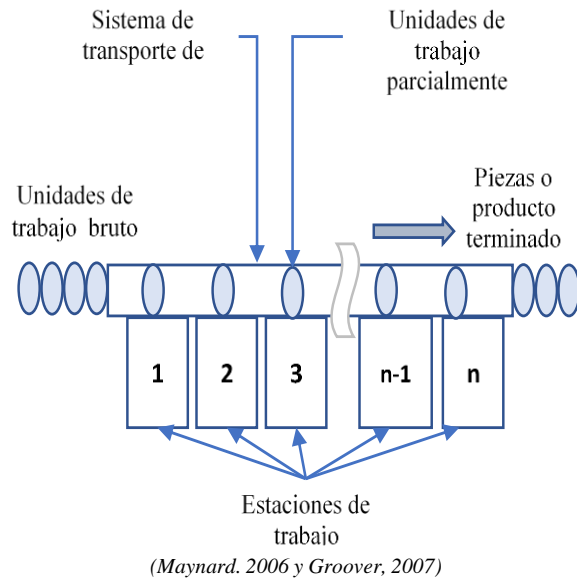 Sistema de
transporte de
Unidades de
trabajo
parcialmente
Unidades de
trabajo bruto
Piezas o
producto
terminado
1
2
3
n-1
n
Estaciones de
trabajo
(Maynard. 2006 y Groover, 2007)